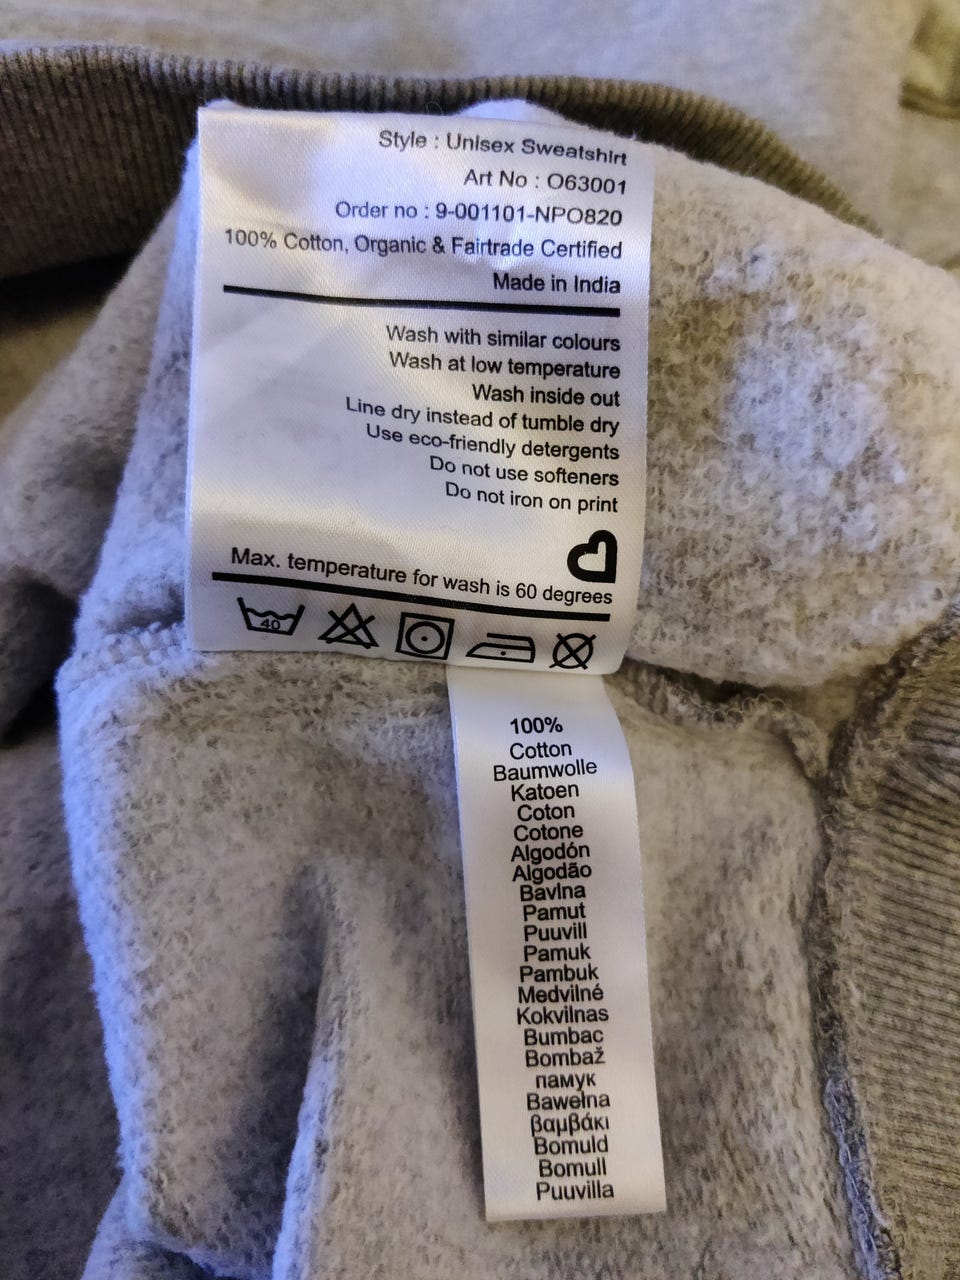 Style : Unisex Sweatshirt
Art No : O63001
Order no : 9-001101-NPO820
100% Cotton, Organic & Fairtrade Certified
Made in India
Wash with similar colours
Wash at low temperature
Wash inside out
Line dry instead of tumble dry
Use eco-friendly detergents
Do not use softeners
Do not iron on print
Max. temperature for wash is 60 degrees
40
100%
Cotton
Baumwolle
Katoen
Coton
Cotone
Algodón
Algodão
Bavlna
Pamut
Puuvill
Pamuk
Pambuk
Medvilné
Kokvilnas
Bumbac
Bombaž
памук
Bawełna
βαμβάκι
Bomuld
Bomull
Puuvilla